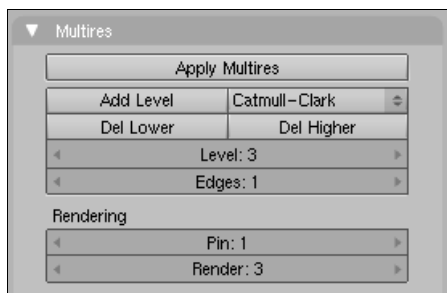 Multires
Apply Multires
Add Level Catmull-Clark
Del Lower Del Higher
Level: 3
Edges: 1
Rendering
Pin: 1
Render: 3